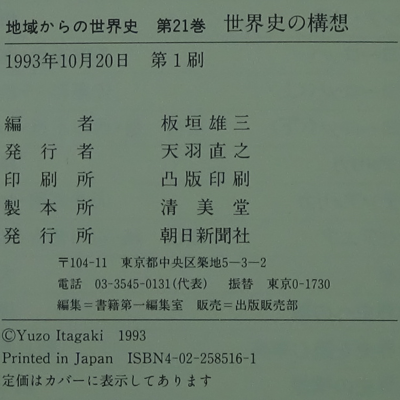 地域からの世界史 第21巻 世界史の構想
1993年10月20日 第1刷
編者 板垣雄三
発行者 天羽直之
印刷所 凸版印刷
製本所 清美堂
発行所 朝日新聞社
〒104-11 東京都中央区築地5―3―2
電話 03-3545-0131(代表) 振替 東京0-1730
編集=書籍第一編集室 販売=出版販売部
©Yuzo Itagaki 1993
Printed in Japan ISBN4-02-258516-1
定価はカバーに表示してあります